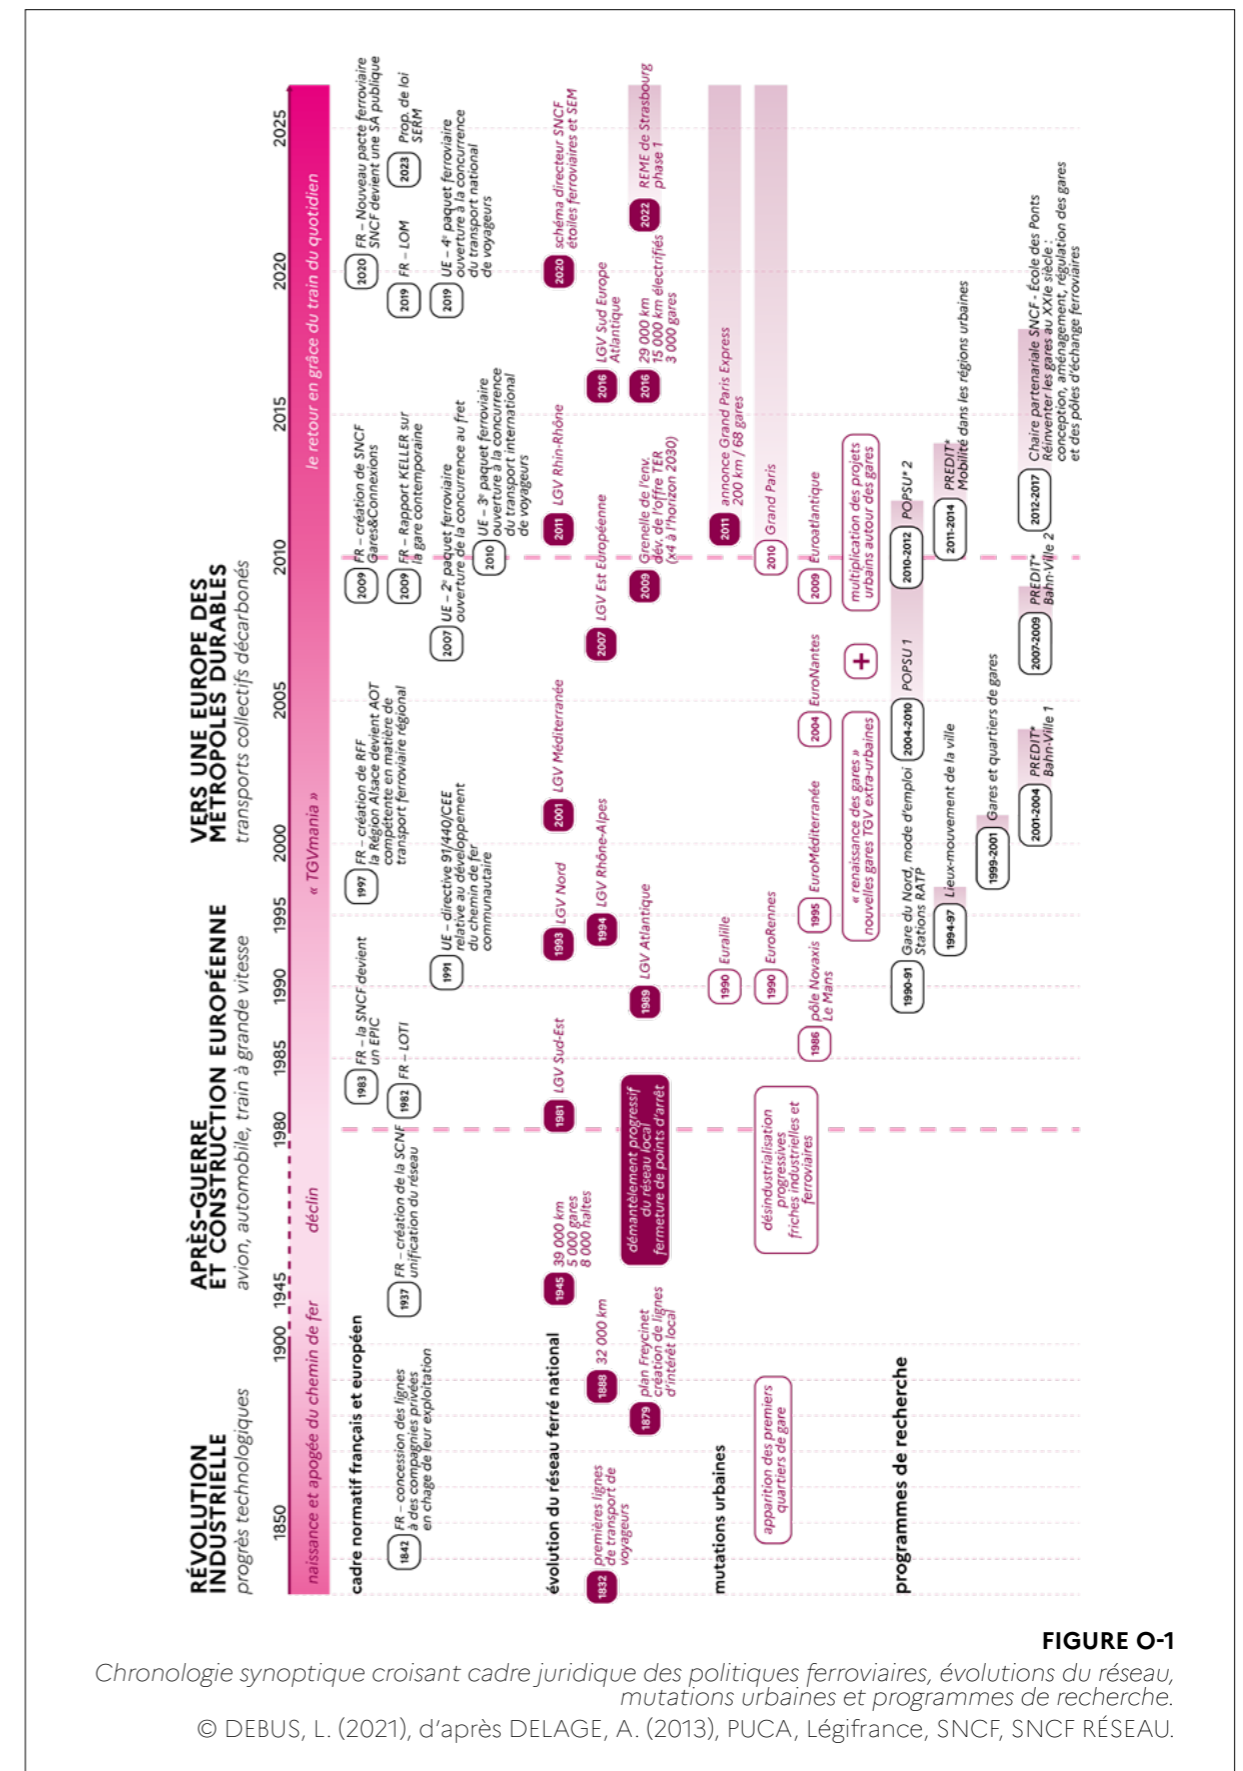 RÉVOLUTION
INDUSTRIELLE
progrès technologiques
APRÈS-GUERE
ET CONSTRUCTION EUROPÉENNE
avion, automobile, train à grande vitesse
VERS UNE EUROPE DES
MÉTROPOLES DURABLES
transports collectifs décarbonés
1850
1900
1945
1980
1985
1990
1995
2000
2005
2010
2015
2020
2025
naissance et apogée du chemin de fer
déclin
« TGVmania »
le retour en grâce du train du quotidien
cadre normatif français et européen
1842 FR – concession des lignes
à des compagnies privées
en chage de leur exploitation
1937 FR – création de la SCNF
unification du réseau
1983 FR – la SNCF devient
un EPIC
1982 FR – LOTI
1991 UE – directive 91/440/CEE
relative au développement
du chemin de fer
communautaire
1997 FR – création de RFF
la Région Alsace devient AOT
compétente en matière de
transport ferroviaire régional
2007 UE – 2e paquet ferroviaire
ouverture de la concurrence au fret
2009 FR – création de SNCF
Gares&Connexions
2009 FR – Rapport KELLER sur
la gare contemporaine
2010 UE – 3e paquet ferroviaire
ouverture à la concurrence
du transport international
de voyageurs
2020 FR – Nouveau pacte ferroviaire
SNCF devient une SA publique
2019 FR – LOM
2023 Prop. de loi
SERM
2019 UE – 4e paquet ferroviaire
ouverture à la concurrence
du transport national
de voyageurs
évolution du réseau ferré national
1832 premières lignes
de transport de
voyageurs
1888 32 000 km
1879 plan Freycinet
création de lignes
d'intérêt local
1945 39 000 km
5 000 gares
8 000 haltes
démantèlement progressif
du réseau local
fermeture de points d'arrêt
1981 LGV Sud-Est
1989 LGV Atlantique
1993 LGV Nord
1994 LGV Rhône-Alpes
2001 LGV Méditerranée
2007 LGV Est Européenne
2009 Grenelle de l'env.
dév. de l'offre TER
(x4 à l'horizon 2030)
2011 LGV Rhin-Rhône
2016 LGV Sud Europe
Atlantique
2016 29 000 km
15 000 km électrifiés
3 000 gares
2020 schéma directeur SNCF
étoiles ferroviaires et SEM
2022 REME de Strasbourg
phase 1
mutations urbaines
apparition des premiers
quartiers de gare
désindustrialisation
progressives
friches industrielles et
ferroviaires
1986 pôle Novaxis
Le Mans
1990 Euralille
1990 EuroRennes
1995 EuroMéditerranée
« renaissance des gares »
nouvelles gares TGV extra-urbaines
+
multiplication des projets
urbains autour des gares
2004 EuroNantes
2009 Euroatlantique
2011 annonce Grand Paris Express
200 km / 68 gares
2010 Grand Paris
programmes de recherche
1990-91 Gare du Nord, mode d'emploi
Stations RATP
1994-97 Lieux-mouvement de la ville
1999-2001 Gares et quartiers de gares
2001-2004 PREDIT*
Bahn-Ville 1
2004-2010 POPSU 1
2007-2009 PREDIT*
Bahn-Ville 2
2010-2012 POPSU* 2
2011-2014 PREDIT*
Mobilité dans les régions urbaines
2012-2017 Chaire partenariale SNCF - École des Ponts
Réinventer les gares au XXIe siècle :
conception, aménagement, régulation des gares
et des pôles d'échange ferroviaires
FIGURE 0-1
Chronologie synoptique croisant cadre juridique des politiques ferroviaires, évolutions du réseau,
mutations urbaines et programmes de recherche.
© DEBUS, L. (2021), d'après DELAGE, A. (2013), PUCA, Légifrance, SNCF, SNCF RÉSEAU.